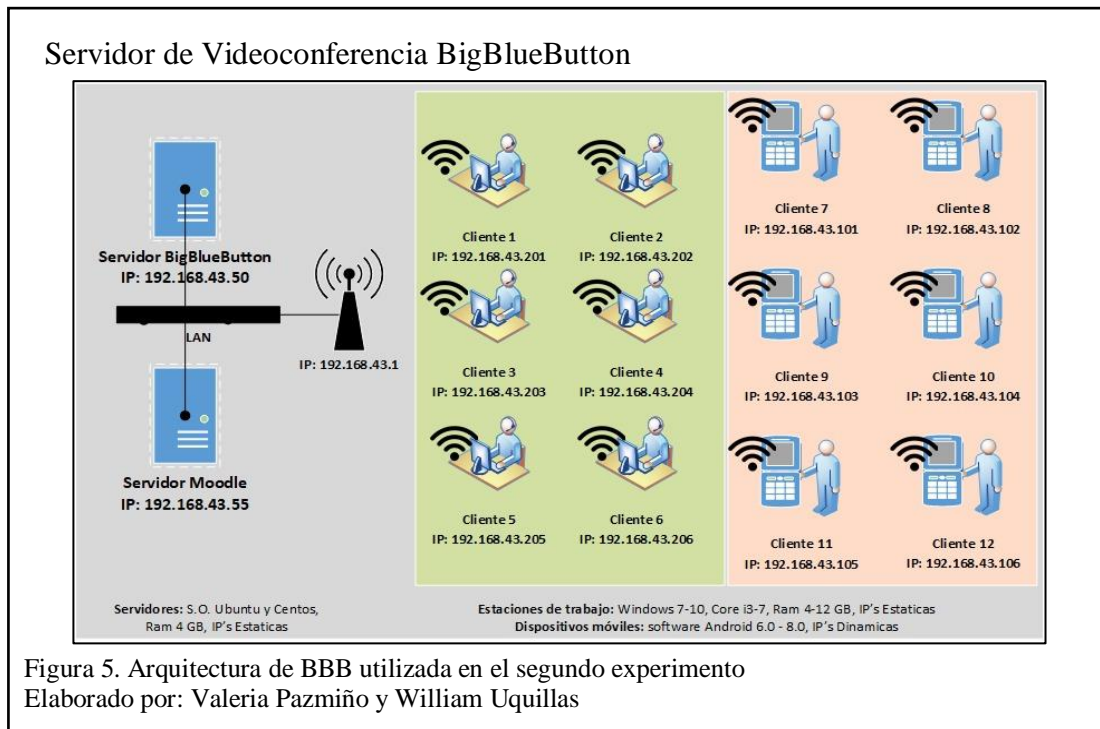 Servidor de Videoconferencia BigBlueButton
Servidor BigBlueButton
IP: 192.168.43.50
LAN
IP: 192.168.43.1
Servidor Moodle
IP: 192.168.43.55
Cliente 1
IP: 192.168.43.201
Cliente 2
IP: 192.168.43.202
Cliente 3
IP: 192.168.43.203
Cliente 4
IP: 192.168.43.204
Cliente 5
IP: 192.168.43.205
Cliente 6
IP: 192.168.43.206
Cliente 7
IP: 192.168.43.101
Cliente 8
IP: 192.168.43.102
Cliente 9
IP: 192.168.43.103
Cliente 10
IP: 192.168.43.104
Cliente 11
IP: 192.168.43.105
Cliente 12
IP: 192.168.43.106
Servidores: S.O. Ubuntu y Centos,
Ram 4 GB, IP's Estaticas
Estaciones de trabajo: Windows 7-10, Core i3-7, Ram 4-12 GB, IP's Estaticas
Dispositivos móviles: software Android 6.0 - 8.0, IP's Dinamicas
Figura 5. Arquitectura de BBB utilizada en el segundo experimento
Elaborado por: Valeria Pazmiño y William Uquillas